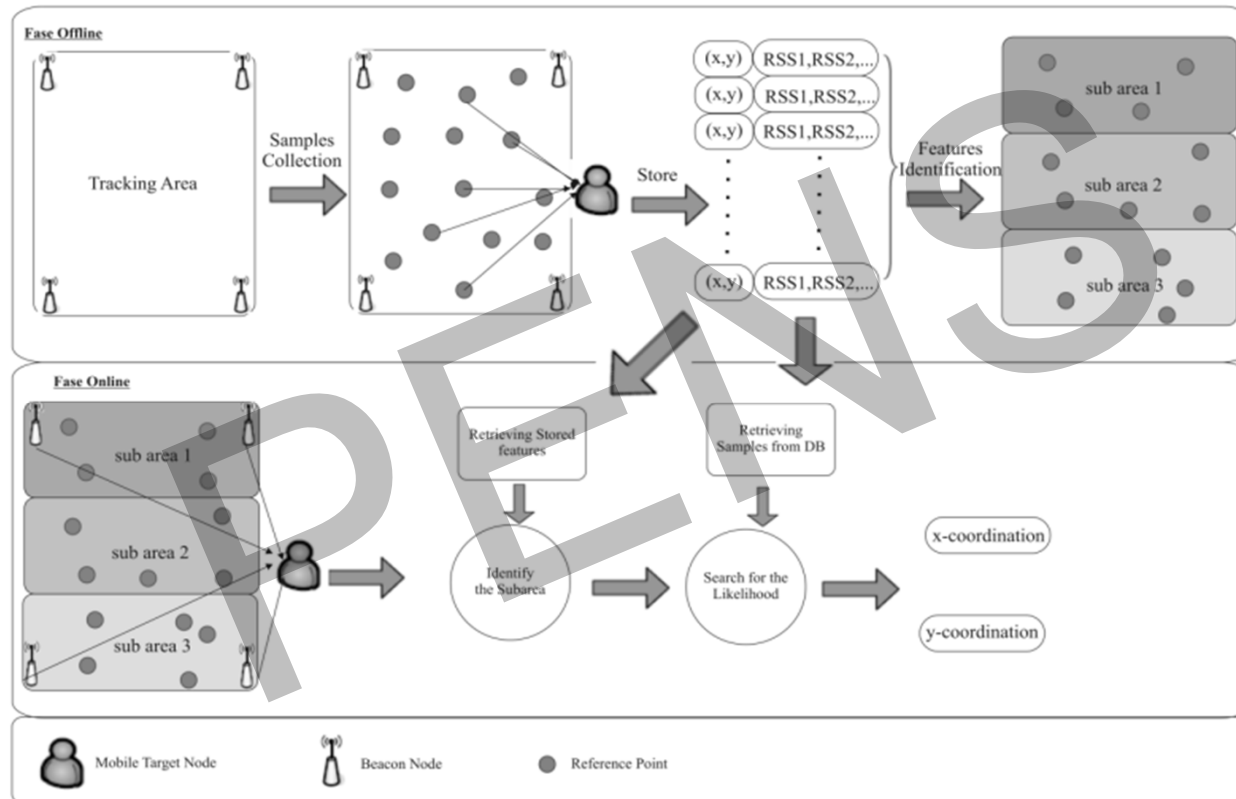 Fase Offline
Tracking Area
Samples
Collection
Store
(x,y) RSS1,RSS2,...
(x,y) RSS1,RSS2,...
(x,y) RSS1,RSS2,...
(x,y) RSS1,RSS2,...
Features
Identification
sub area 1
sub area 2
sub area 3
Fase Online
sub area 1
sub area 2
sub area 3
Retrieving Stored
features
Retrieving
Samples from DB
Identify
the Subarea
Search for the
Likelihood
x-coordination
y-coordination
Mobile Target Node
Beacon Node
Reference Point
PENS